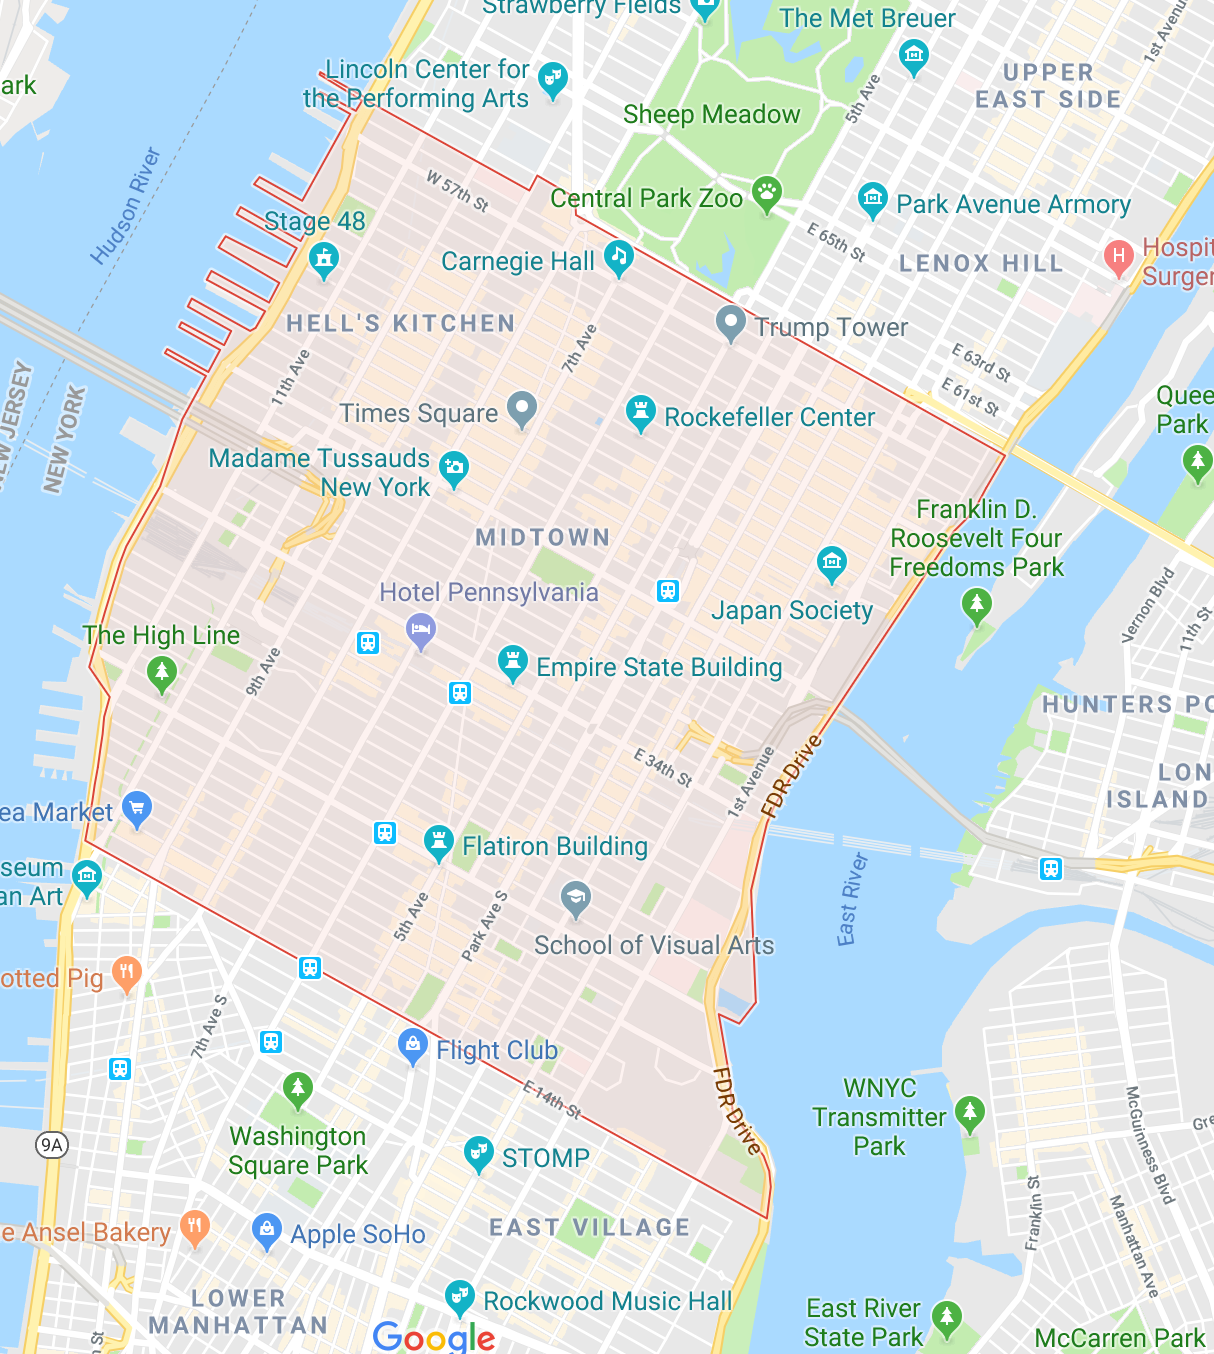 Strawberry Fields
The Met Breuer
1st Avenu
Lincoln Center for
the Performing Arts
ark
UPPER
EAST SIDE
5th Ave
Sheep Meadow
Hudson River
W 57th St
Central Park Zoo
Park Avenue Armory
Stage 48
E 65th St
Carnegie Hall
LENOX HILL
Hospit
Surger
HELL'S KITCHEN
Trump Tower
7th Ave
E 63rd St
11th Ave
E 61st St
NEW JERSEY
NEW YORK
Times Square
Rockefeller Center
Quee
Park
Madame Tussauds
New York
Franklin D.
Roosevelt Four
Freedoms Park
MIDTOWN
Hotel Pennsylvania
Japan Society
Vernon Blvd
11th St
The High Line
9th Ave
Empire State Building
HUNTERS PO
E 34th St
1st Avenue
FDR Drive
LON
ISLAND
ea Market
Flatiron Building
seum
an Art
5th Ave
Park Ave S
East River
School of Visual Arts
otted Pig
7th Ave S
Flight Club
E 14th St
FDR Drive
WNYC
Transmitter
Park
McGuinness Blvd
Gre
9A
Washington
Square Park
STOMP
Franklin St
Manhattan Ave
e Ansel Bakery
Apple SoHo
EAST VILLAGE
LOWER
MANHATTAN
Rockwood Music Hall
East River
State Park
McCarren Park
n St
Google